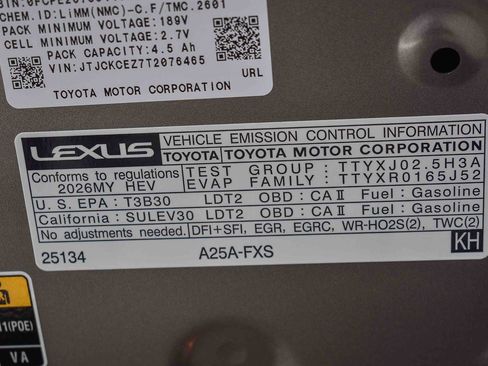 CHEM.ID:LiMM(NMC)-C.F/TMC.2601
PACK MINIMUM VOLTAGE:189V
CELL MINIMUM VOLTAGE:2.7V
PACK CAPACITY:4.5 Ah
VIN:JTJCKCEZ7T2076465
URL
TOYOTA MOTOR CORPORATION
LEXUS VEHICLE EMISSION CONTROL INFORMATION
TOYOTA TOYOTA MOTOR CORPORATION
Conforms to regulations TEST GROUP: TTYXJ02.5H3A
2026MY HEV EVAP FAMILY: TTYXR0165J52
U.S. EPA: T3B30 LDT2 OBD: CA II Fuel: Gasoline
California: SULEV30 LDT2 OBD: CA II Fuel: Gasoline
No adjustments needed. DFI+SFI, EGR, EGRC, WR-HO2S(2), TWC(2)
25134 A25A-FXS KH
1(POE)
VA